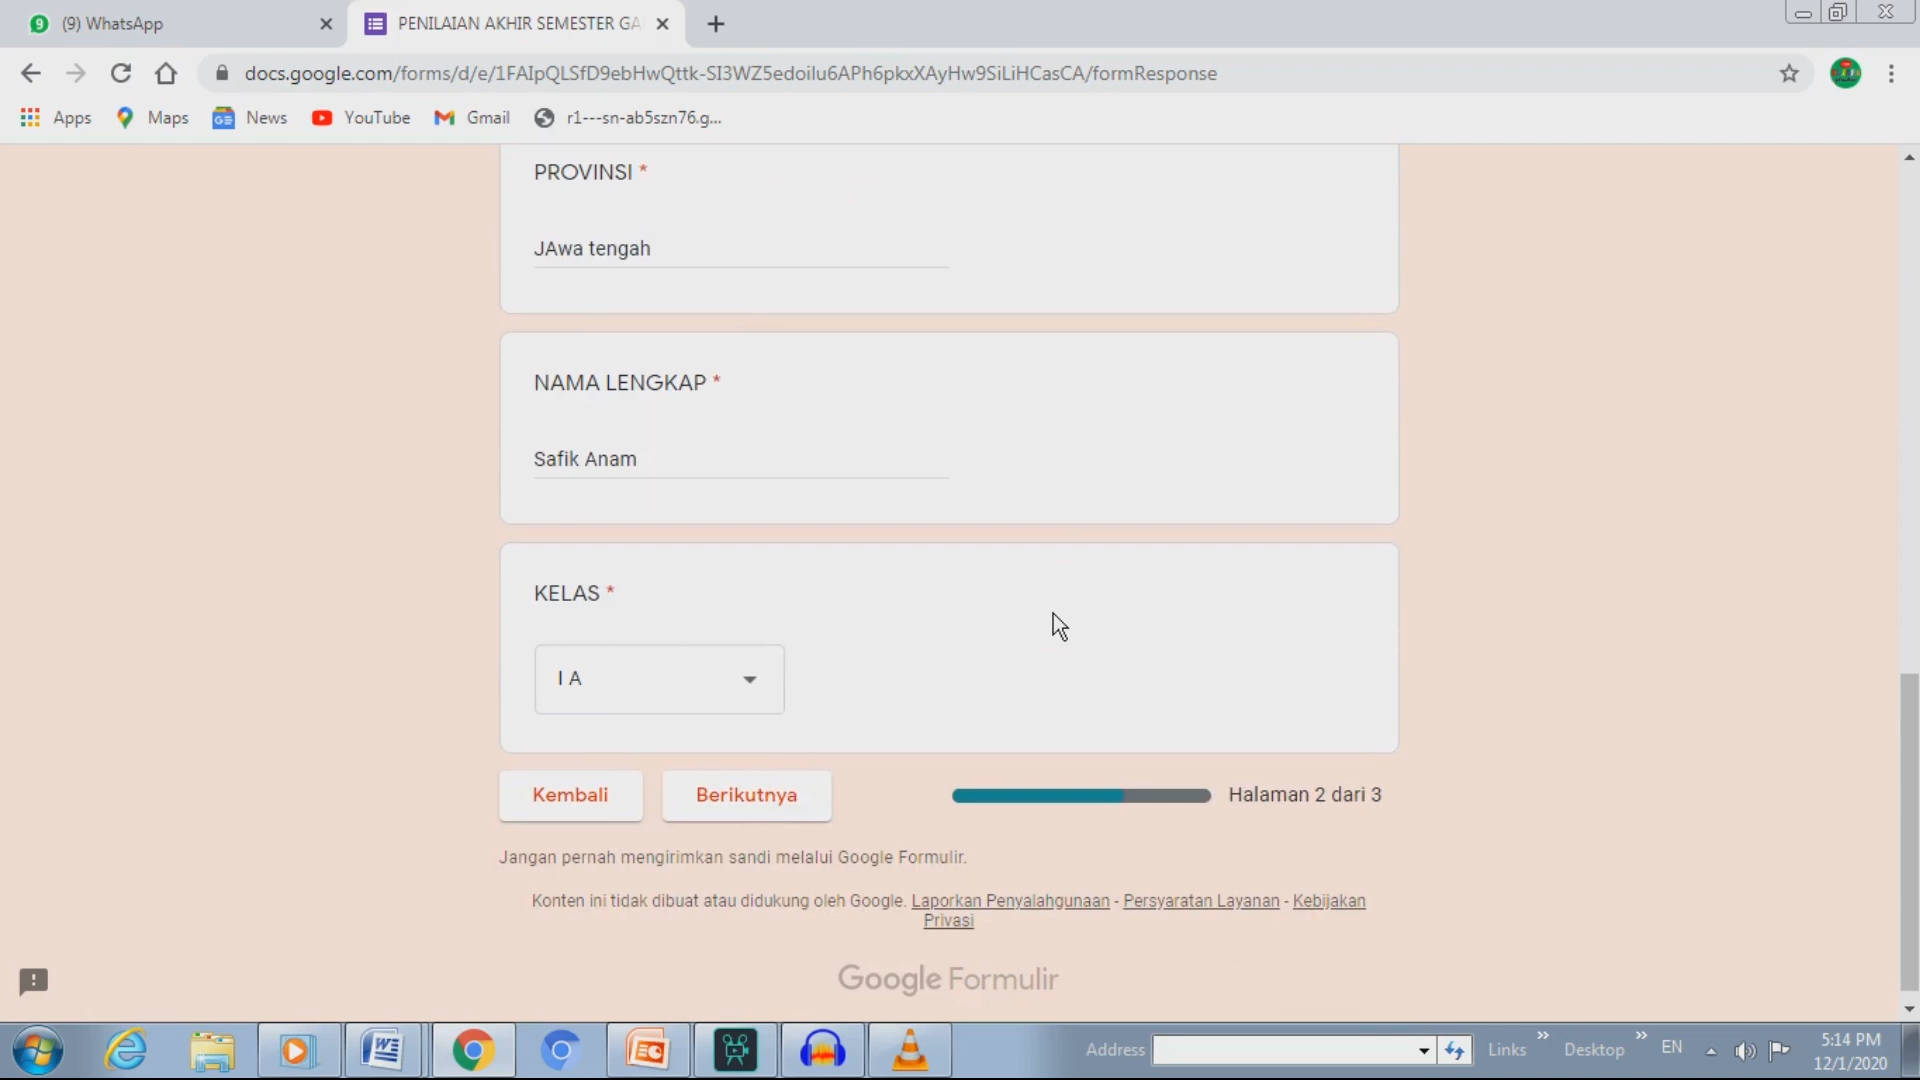 (9) WhatsApp
PENILAIAN AKHIR SEMESTER GA
docs.google.com/forms/d/e/1FAIpQLSfD9ebHwQttk-SI3WZ5edoilu6APh6pkxXAyHw9SiLiHCasCA/formResponse
Apps Maps News YouTube Gmail r1---sn-ab5szn76.g...
PROVINSI *
JAwa tengah
NAMA LENGKAP *
Safik Anam
KELAS *
I A
Kembali Berikutnya Halaman 2 dari 3
Jangan pernah mengirimkan sandi melalui Google Formulir.
Konten ini tidak dibuat atau didukung oleh Google. Laporkan Penyalahgunaan - Persyaratan Layanan - Kebijakan
Privasi
Google Formulir
Address Links » Desktop » EN 5:14 PM
12/1/2020